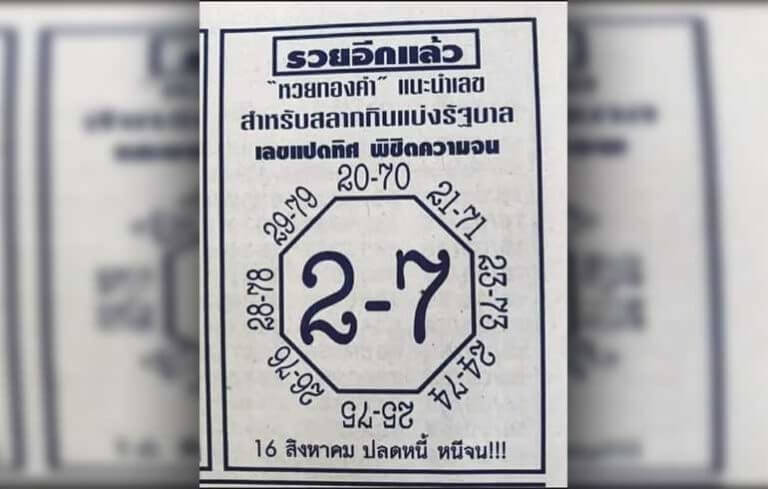 รวยอีกแล้ว
"หวยทองคำ" แนะนำเลข
สำหรับสลากกินแบ่งรัฐบาล
เลขแปดทิศ พิชิตความจน
20-70
29-79
21-71
2-7
28-78
23-73
26-76
24-74
25-75
16 สิงหาคม ปลดหนี้ หนีจน!!!